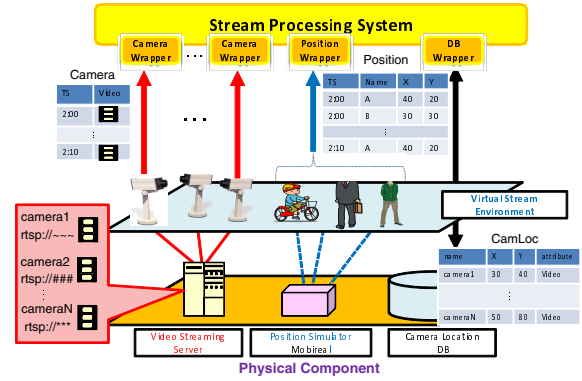 Stream Processing System
Camera Wrapper
...
Camera Wrapper
Position Wrapper
DB Wrapper
Camera
TS Video
2:00
⋮
2:10
...
Position
TS Name X Y
2:00 A 40 20
2:00 B 30 30
⋮
2:10 A 40 20
Virtual Stream
Environment
camera1
rtsp://~~~
camera2
rtsp://###
⋮
cameraN
rtsp://***
CamLoc
name X Y attribute
camera1 30 40 Video
⋮
cameraN 50 80 Video
Video Streaming
Server
Position Simulator
Mobireal
Camera Location
DB
Physical Component